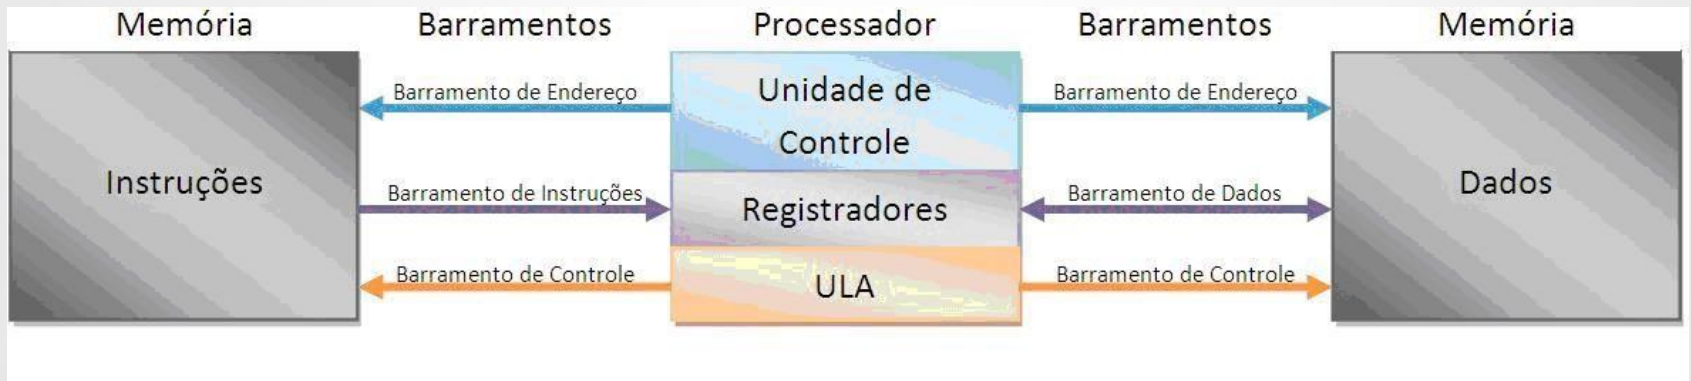 Memória
Barramentos
Processador
Barramentos
Memória
Instruções
Barramento de Endereço
Barramento de Instruções
Barramento de Controle
Unidade de
Controle
Registradores
ULA
Barramento de Endereço
Barramento de Dados
Barramento de Controle
Dados